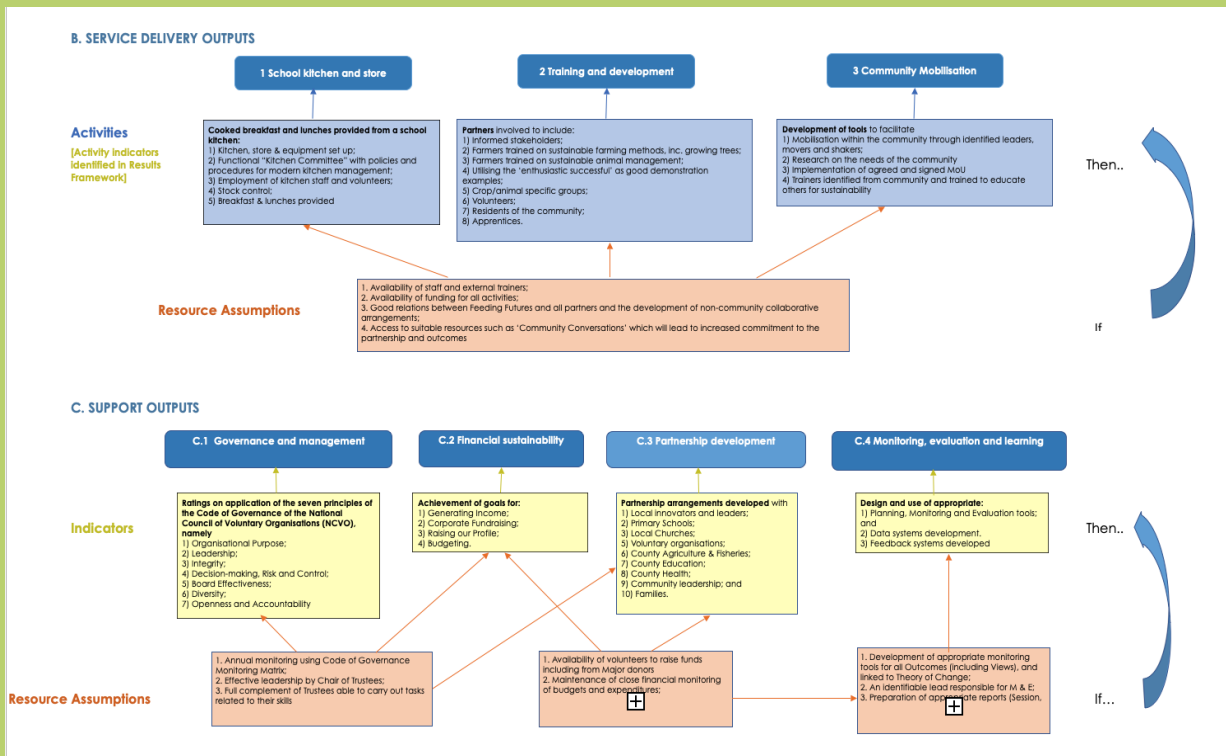 B. SERVICE DELIVERY OUTPUTS
1 School kitchen and store
2 Training and development
3 Community Mobilisation
Activities
[Activity indicators
identified in Results
Framework]
Cooked breakfast and lunches provided from a school
kitchen:
1) Kitchen, store & equipment set up;
2) Functional "Kitchen Committee" with policies and
procedures for modern kitchen management;
3) Employment of kitchen staff and volunteers;
4) Stock control;
5) Breakfast & lunches provided
Partners involved to include:
1) Informed stakeholders;
2) Farmers trained on sustainable farming methods, inc. growing trees;
3) Farmers trained on sustainable animal management;
4) Utilising the 'enthusiastic successful' as good demonstration
examples;
5) Crop/animal specific groups;
6) Volunteers;
7) Residents of the community;
8) Apprentices.
Development of tools to facilitate
1) Mobilisation within the community through identified leaders,
movers and shakers;
2) Research on the needs of the community
3) Implementation of agreed and signed MoU
4) Trainers identified from community and trained to educate
others for sustainability
Then..
Resource Assumptions
1. Availability of staff and external trainers;
2. Availability of funding for all activities;
3. Good relations between Feeding Futures and all partners and the development of non-community collaborative
arrangements;
4. Access to suitable resources such as 'Community Conversations' which will lead to increased commitment to the
partnership and outcomes
If
C. SUPPORT OUTPUTS
C.1 Governance and management
C.2 Financial sustainability
C.3 Partnership development
C.4 Monitoring, evaluation and learning
Indicators
Ratings on application of the seven principles of
the Code of Governance of the National
Council of Voluntary Organisations (NCVO),
namely
1) Organisational Purpose;
2) Leadership;
3) Integrity;
4) Decision-making, Risk and Control;
5) Board Effectiveness;
6) Diversity;
7) Openness and Accountability
Achievement of goals for:
1) Generating Income;
2) Corporate Fundraising;
3) Raising our Profile;
4) Budgeting.
Partnership arrangements developed with
1) Local innovators and leaders;
2) Primary Schools;
3) Local Churches;
5) Voluntary organisations;
6) County Agriculture & Fisheries;
7) County Education;
8) County Health;
9) Community leadership; and
10) Families.
Design and use of appropriate:
1) Planning, Monitoring and Evaluation tools;
and
2) Data systems development.
3) Feedback systems developed
Then..
Resource Assumptions
1. Annual monitoring using Code of Governance
Monitoring Matrix;
2. Effective leadership by Chair of Trustees;
3. Full complement of Trustees able to carry out tasks
related to their skills
1. Availability of volunteers to raise funds
including from Major donors
2. Maintenance of close financial monitoring
of budgets and expenditures;
1. Development of appropriate monitoring
tools for all Outcomes (including Views), and
linked to Theory of Change;
2. An identifiable lead responsible for M & E;
3. Preparation of appropriate reports (Session,
If...